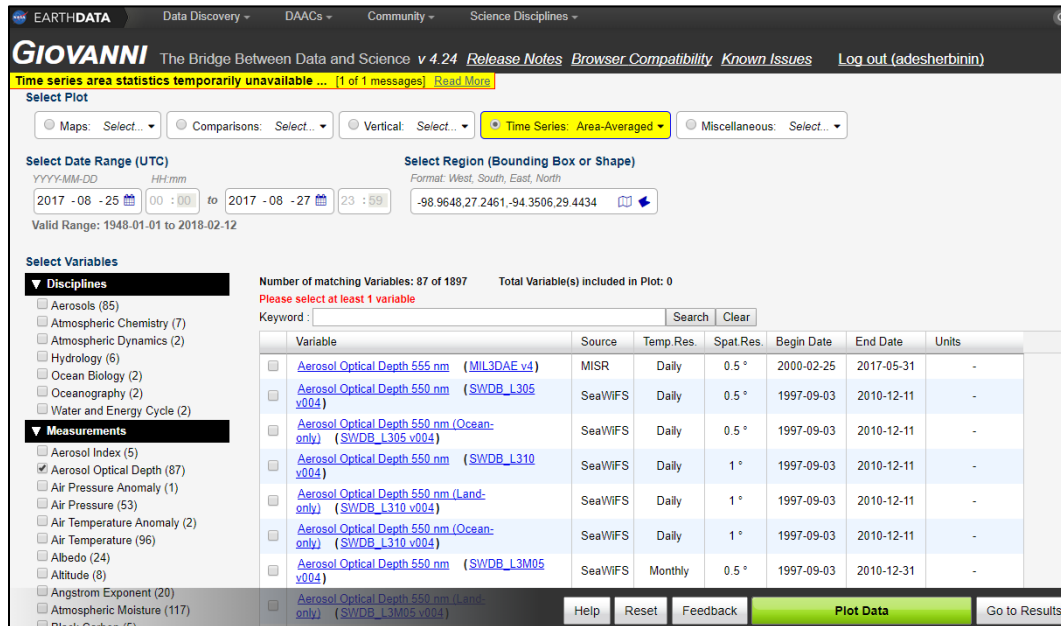 EARTHDATA Data Discovery DAACs Community Science Disciplines
GIOVANNI The Bridge Between Data and Science v 4.24 Release Notes Browser Compatibility Known Issues Log out (adesherbinin)
Time series area statistics temporarily unavailable ... [1 of 1 messages] Read More
Select Plot
Maps: Select... Comparisons: Select... Vertical: Select... Time Series: Area-Averaged Miscellaneous: Select...
Select Date Range (UTC) Select Region (Bounding Box or Shape)
YYYY-MM-DD HH:mm Format: West, South, East, North
2017 -08 -25 00 : 00 to 2017 -08 -27 23 : 59 -98.9648,27.2461,-94.3506,29.4434
Valid Range: 1948-01-01 to 2018-02-12
Select Variables
Disciplines
Aerosols (85)
Atmospheric Chemistry (7)
Atmospheric Dynamics (2)
Hydrology (6)
Ocean Biology (2)
Oceanography (2)
Water and Energy Cycle (2)
Measurements
Aerosol Index (5)
Aerosol Optical Depth (87)
Air Pressure Anomaly (1)
Air Pressure (53)
Air Temperature Anomaly (2)
Air Temperature (96)
Albedo (24)
Altitude (8)
Angstrom Exponent (20)
Atmospheric Moisture (117)
Black Carbon (5)
Number of matching Variables: 87 of 1897 Total Variable(s) included in Plot: 0
Please select at least 1 variable
Keyword : Search Clear
Variable Source Temp.Res. Spat.Res. Begin Date End Date Units
Aerosol Optical Depth 555 nm (MIL3DAE v4) MISR Daily 0.5 ° 2000-02-25 2017-05-31 -
Aerosol Optical Depth 550 nm (SWDB_L305
v004) SeaWiFS Daily 0.5 ° 1997-09-03 2010-12-11 -
Aerosol Optical Depth 550 nm (Ocean-
only) (SWDB_L305 v004) SeaWiFS Daily 0.5 ° 1997-09-03 2010-12-11 -
Aerosol Optical Depth 550 nm (SWDB_L310
v004) SeaWiFS Daily 1 ° 1997-09-03 2010-12-11 -
Aerosol Optical Depth 550 nm (Land-
only) (SWDB_L310 v004) SeaWiFS Daily 1 ° 1997-09-03 2010-12-11 -
Aerosol Optical Depth 550 nm (Ocean-
only) (SWDB_L310 v004) SeaWiFS Daily 1 ° 1997-09-03 2010-12-11 -
Aerosol Optical Depth 550 nm (SWDB_L3M05
v004) SeaWiFS Monthly 0.5 ° 1997-09-03 2010-12-31 -
Aerosol Optical Depth 550 nm (Land-
only) (SWDB_L3M05 v004)
Help Reset Feedback Plot Data Go to Results